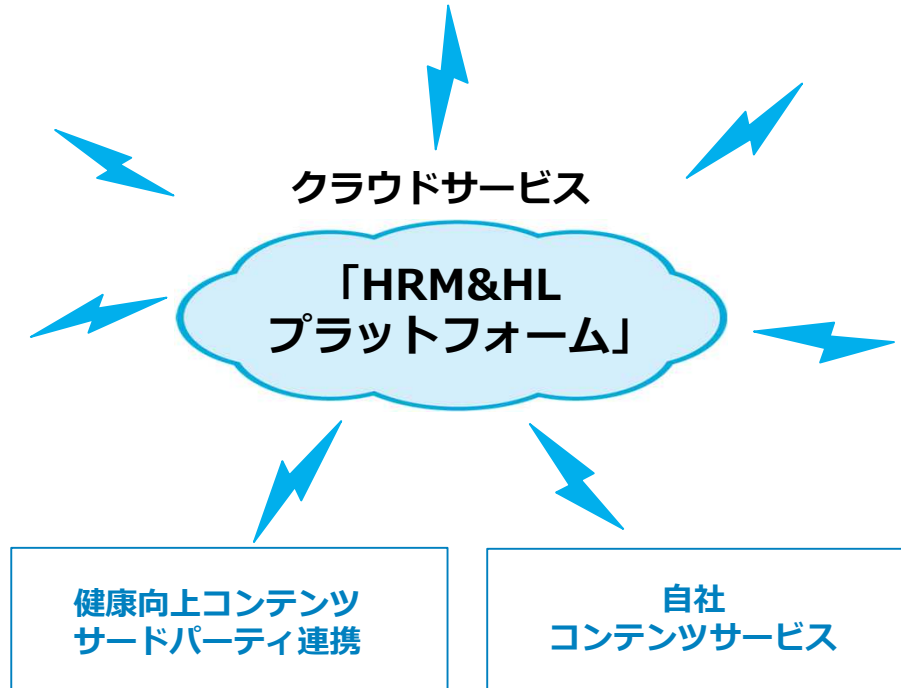 クラウドサービス
「HRM&HL
プラットフォーム」
健康向上コンテンツ
サードパーティ連携
自社
コンテンツサービス